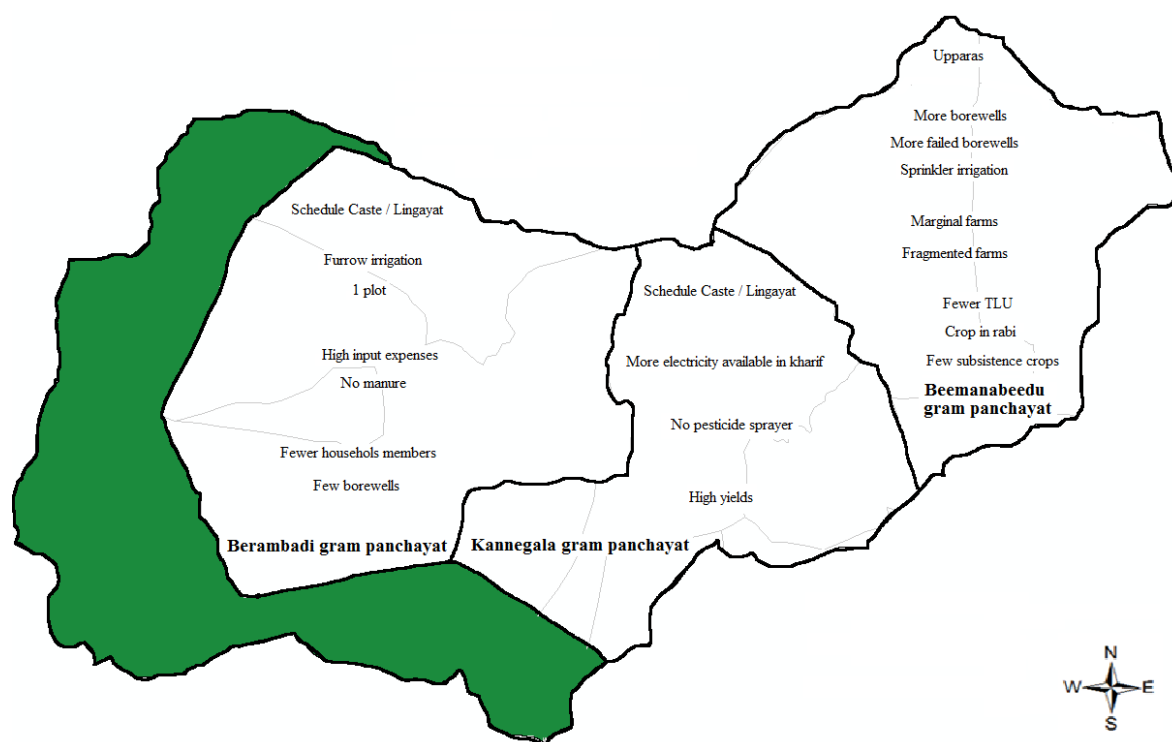 Upparas
More borewells
More failed borewells
Sprinkler irrigation
Marginal farms
Fragmented farms
Fewer TLU
Crop in rabi
Few subsistence crops
Beemanabeedu
gram panchayat
Schedule Caste / Lingayat
Furrow irrigation
1 plot
High input expenses
No manure
Fewer househols members
Few borewells
Berambadi gram panchayat
Schedule Caste / Lingayat
More electricity available in kharif
No pesticide sprayer
High yields
Kannegala gram panchayat
N
W E
S